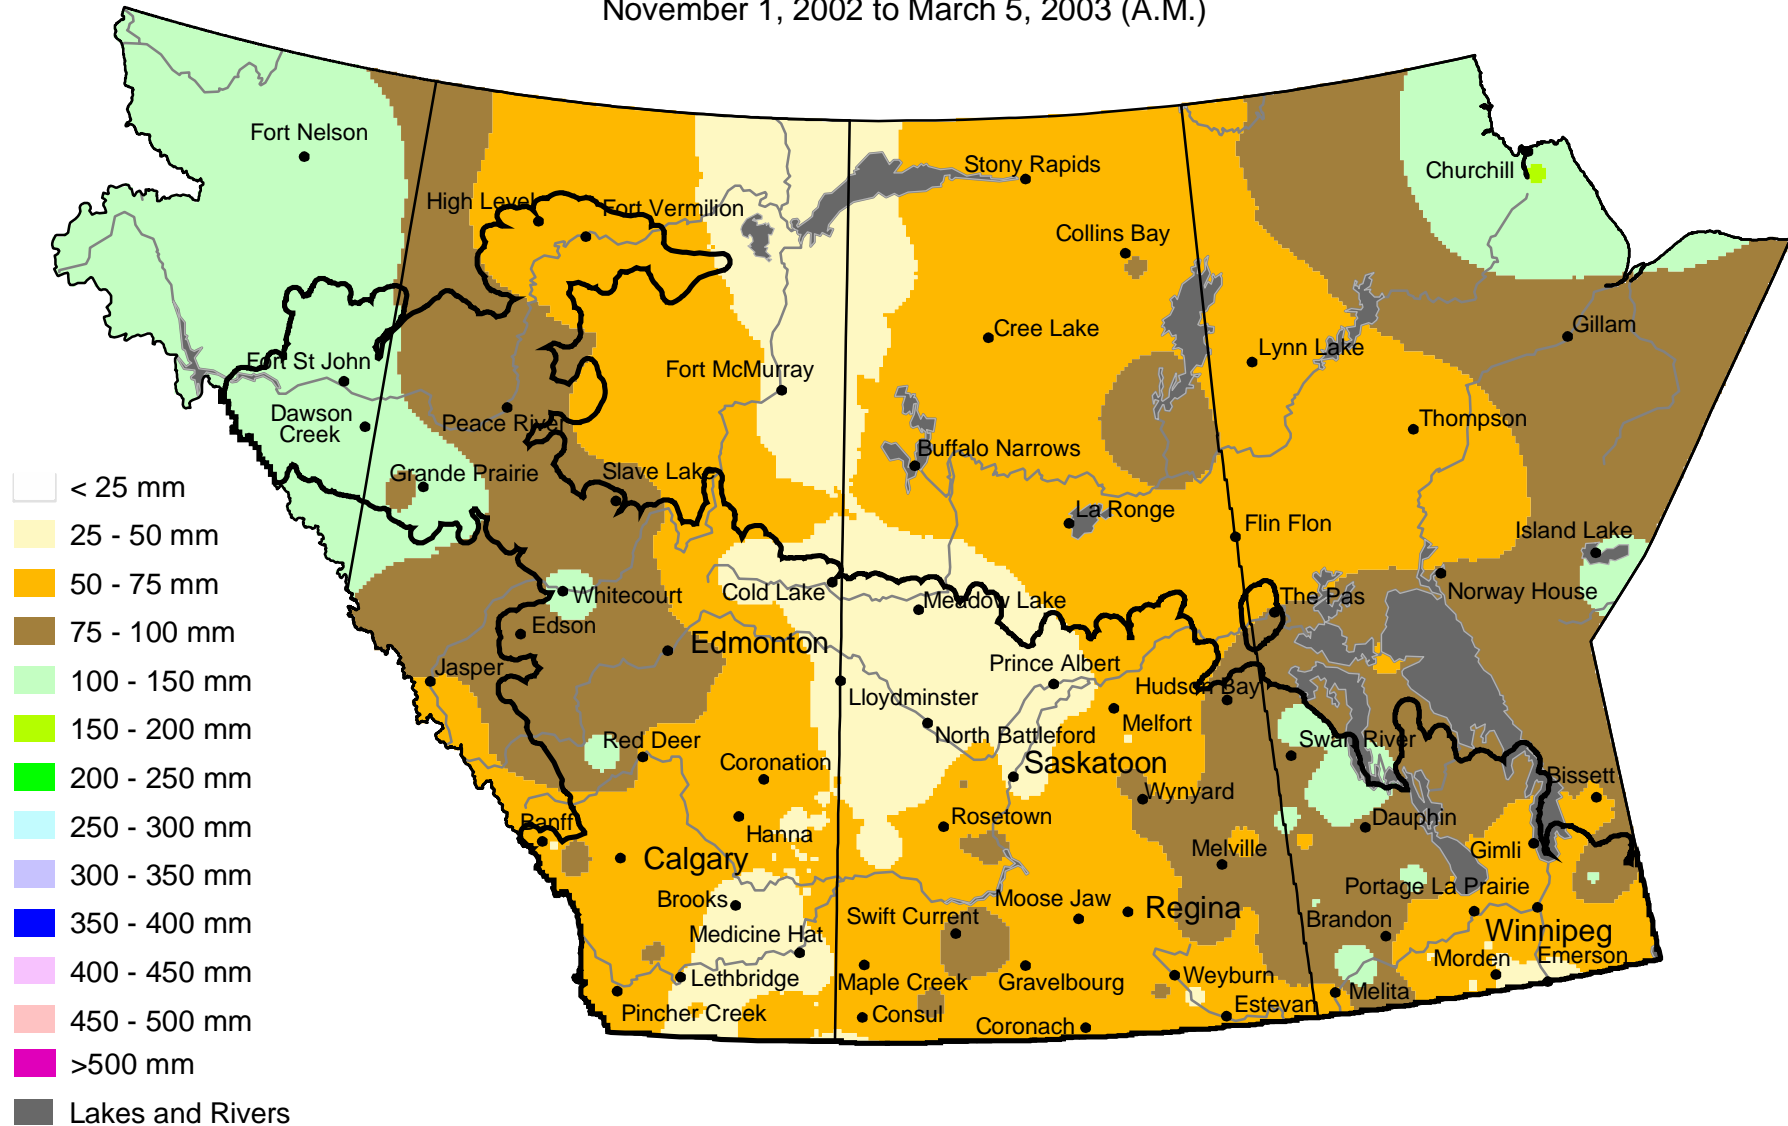 November 1, 2002 to March 5, 2003 (A.M.)
Fort Nelson
Stony Rapids
Churchill
High Level
Fort Vermilion
Collins Bay
Cree Lake
Gillam
Lynn Lake
Fort St John
Fort McMurray
Dawson
Creek
Peace River
Thompson
Buffalo Narrows
Grande Prairie
Slave Lake
La Ronge
Flin Flon
Island Lake
Whitecourt
Cold Lake
Meadow Lake
The Pas
Norway House
Edson
Edmonton
Jasper
Prince Albert
Lloydminster
Hudson Bay
Melfort
North Battleford
Red Deer
Swan River
Coronation
Saskatoon
Bissett
Wynyard
Banff
Hanna
Rosetown
Dauphin
Calgary
Melville
Gimli
Brooks
Moose Jaw
Portage La Prairie
Swift Current
Regina
Brandon
Medicine Hat
Winnipeg
Lethbridge
Maple Creek
Gravelbourg
Weyburn
Morden
Emerson
Pincher Creek
Consul
Coronach
Estevan
Melita
< 25 mm
25 - 50 mm
50 - 75 mm
75 - 100 mm
100 - 150 mm
150 - 200 mm
200 - 250 mm
250 - 300 mm
300 - 350 mm
350 - 400 mm
400 - 450 mm
450 - 500 mm
>500 mm
Lakes and Rivers